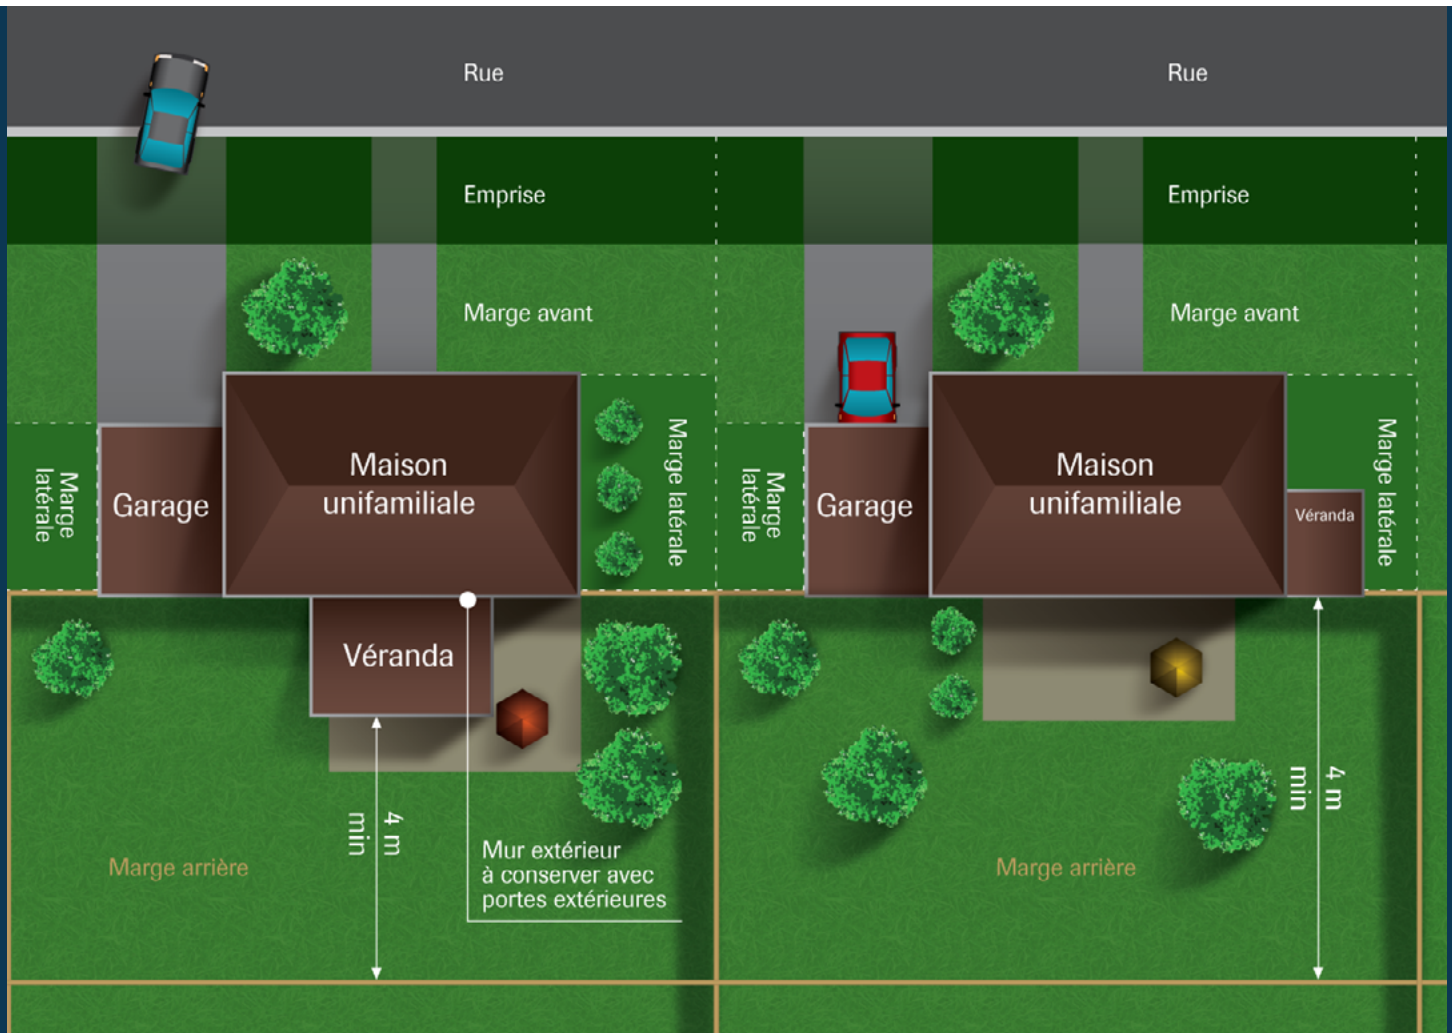 Rue
Rue
Emprise
Emprise
Marge avant
Marge avant
Marge
latérale
Garage
Maison
unifamiliale
Marge latérale
Marge
latérale
Garage
Maison
unifamiliale
Véranda
Marge latérale
Véranda
4 m
min
Mur extérieur
à conserver avec
portes extérieures
Marge arrière
4 m
min
Marge arrière